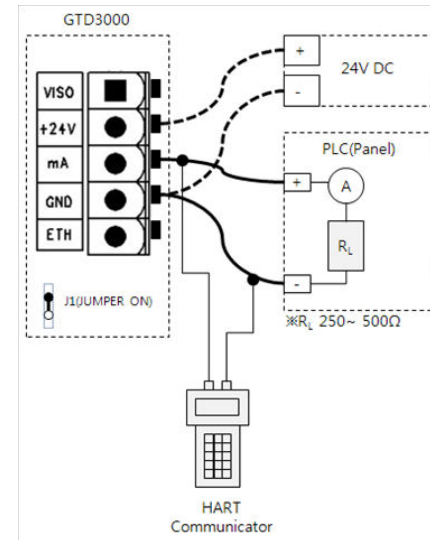 GTD3000
VISO
+24V
mA
GND
ETH
J1(JUMPER ON)
+
-
24V DC
PLC(Panel)
+
A
RL
-
※RL 250~ 500Ω
HART
Communicator